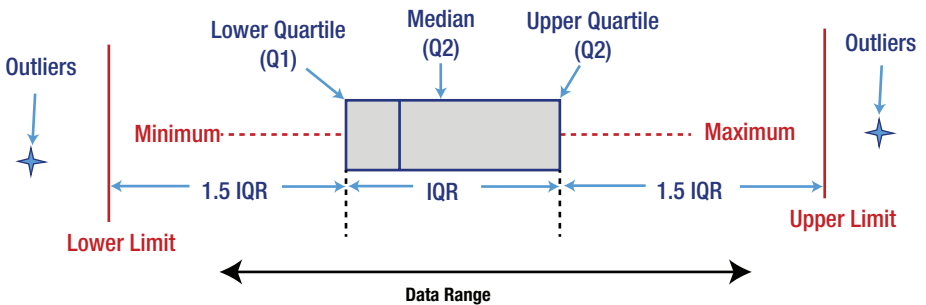 Outliers
Lower Quartile
(Q1)
Median
(Q2)
Upper Quartile
(Q2)
Outliers
Minimum
Maximum
1.5 IQR
IQR
1.5 IQR
Lower Limit
Upper Limit
Data Range